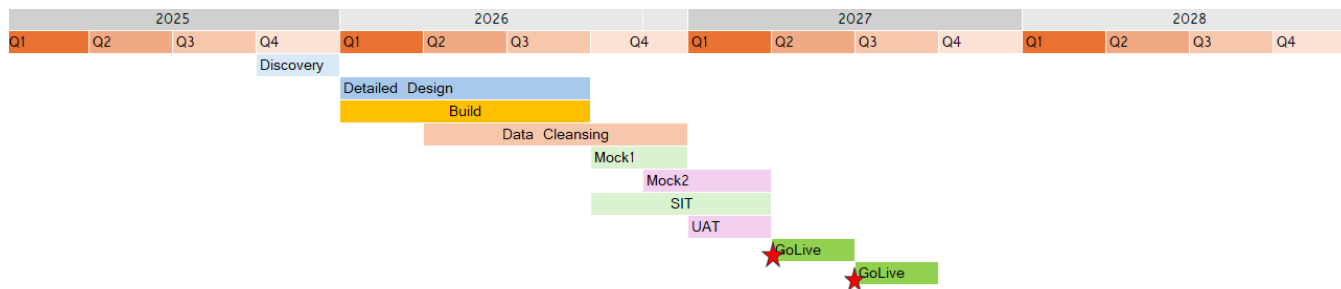 2025 2026 2027 2028
Q1 Q2 Q3 Q4 Q1 Q2 Q3 Q4 Q1 Q2 Q3 Q4 Q1 Q2 Q3 Q4
Discovery
Detailed Design
Build
Data Cleansing
Mock1
Mock2
SIT
UAT
GoLive
GoLive